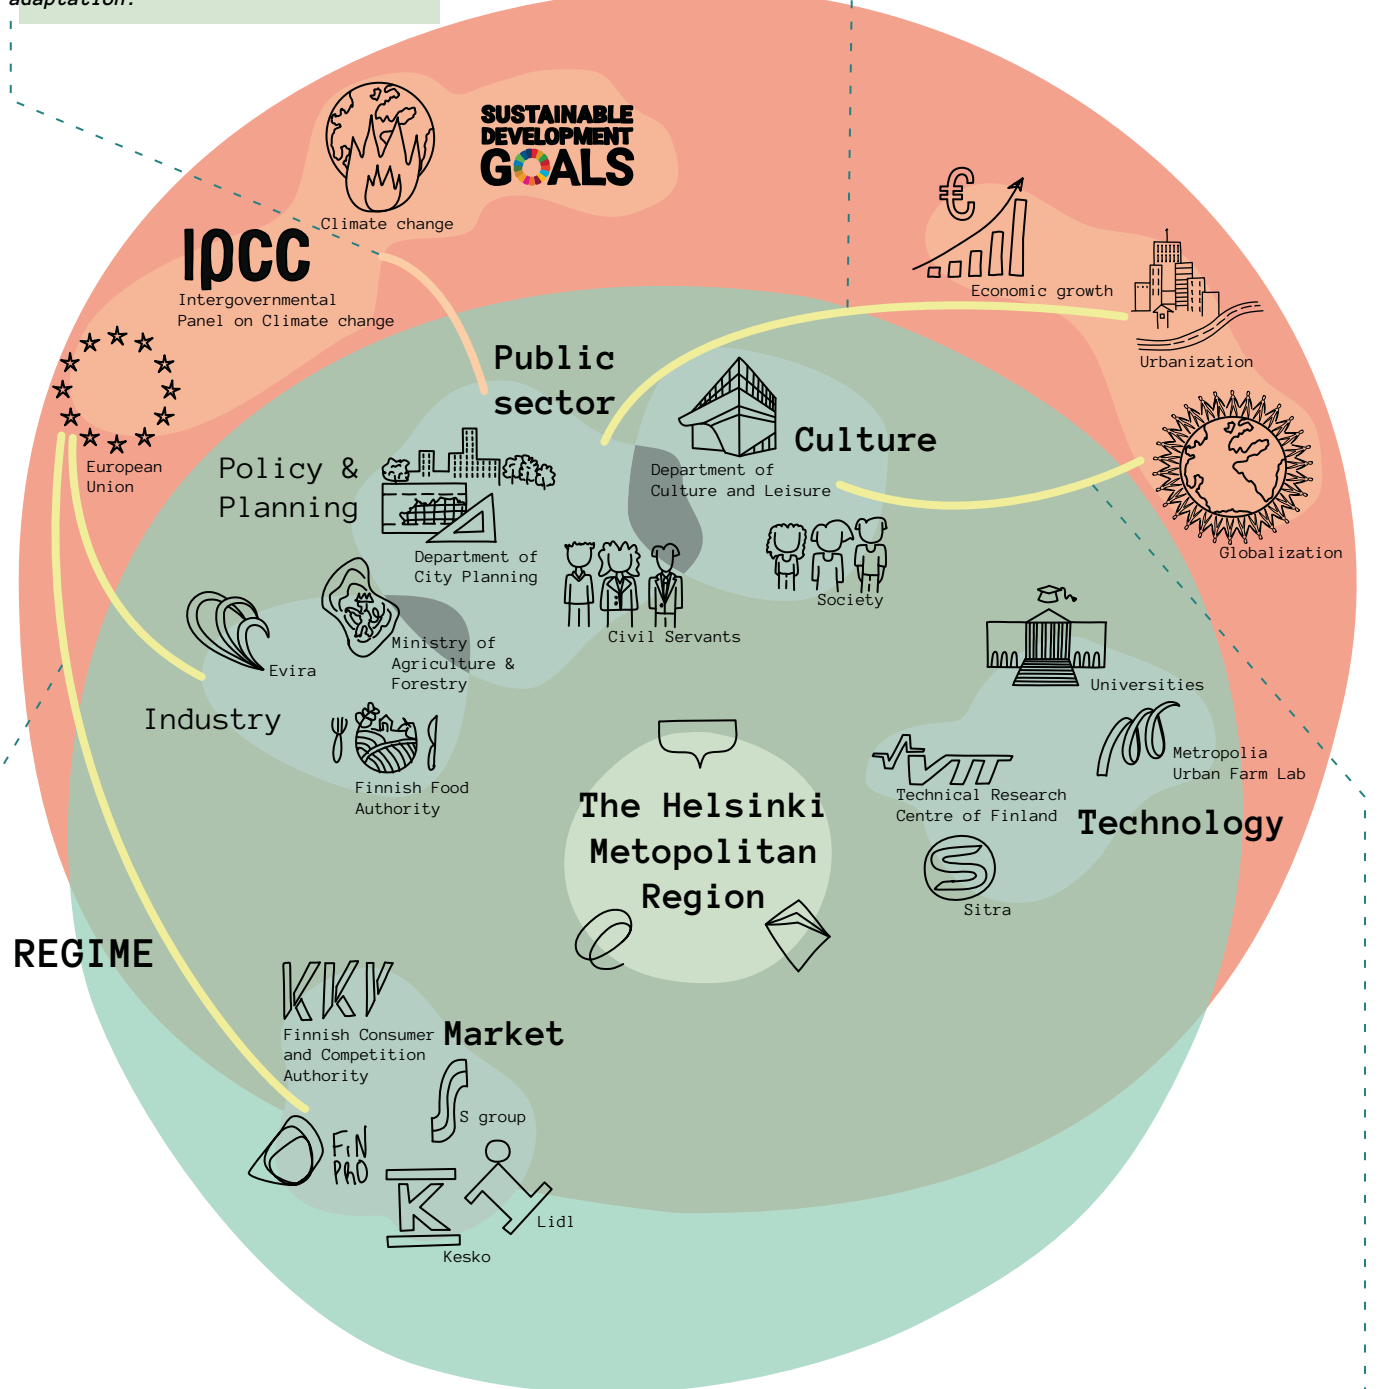 adaptation.
SUSTAINABLE
DEVELOPMENT
GOALS
Climate change
IPCC
Intergovernmental
Panel on Climate change
€
Economic growth
Urbanization
European
Union
Public
sector
Culture
Department of
Culture and Leisure
Policy &
Planning
Department of
City Planning
Globalization
Society
Civil Servants
Ministry of
Agriculture &
Forestry
Evira
Universities
Industry
Finnish Food
Authority
Metropolia
Urban Farm Lab
VTT
Technical Research
Centre of Finland
Technology
The Helsinki
Metopolitan
Region
S
Sitra
REGIME
KKV
Finnish Consumer
and Competition
Authority
Market
S group
FiN
PRO
K
Lidl
Kesko